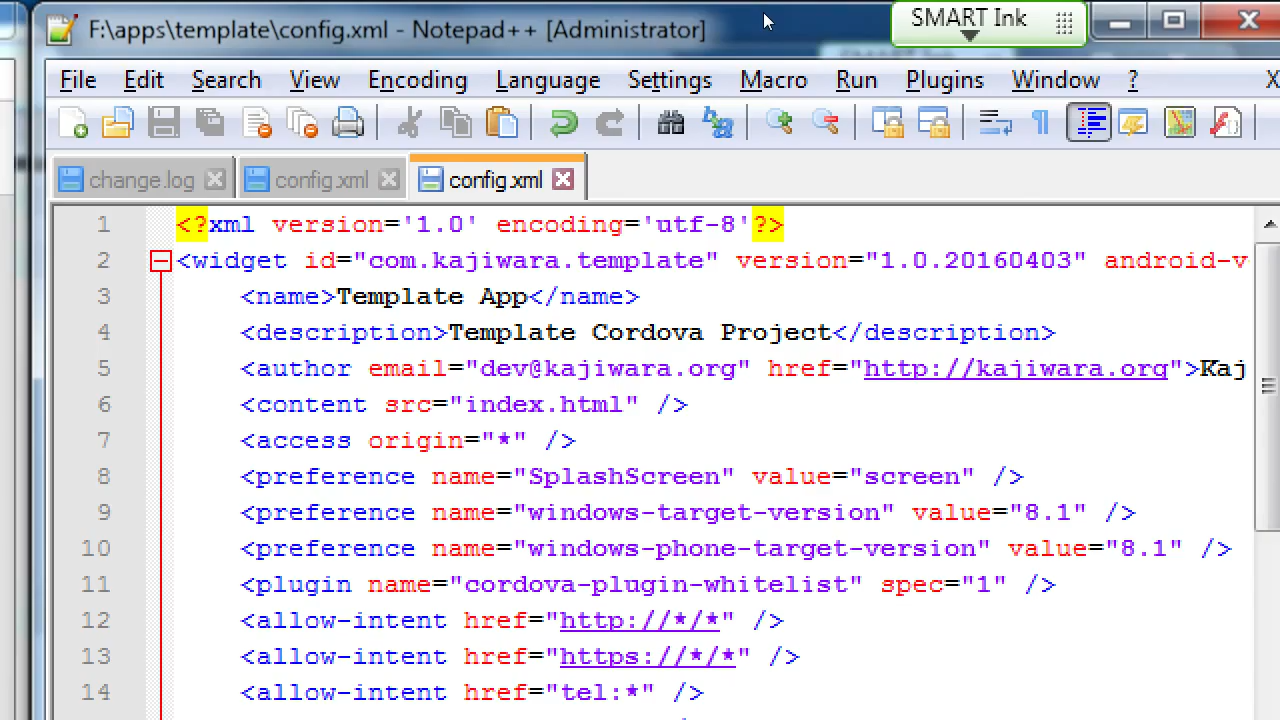 F:\apps\template\config.xml - Notepad++ [Administrator]
SMART Ink
File Edit Search View Encoding Language Settings Macro Run Plugins Window ? X
change.log config.xml config.xml
1 <?xml version='1.0' encoding='utf-8'?>
2 <widget id="com.kajiwara.template" version="1.0.20160403" android-v
3 <name>Template App</name>
4 <description>Template Cordova Project</description>
5 <author email="dev@kajiwara.org" href="http://kajiwara.org">Kaj
6 <content src="index.html" />
7 <access origin="*" />
8 <preference name="SplashScreen" value="screen" />
9 <preference name="windows-target-version" value="8.1" />
10 <preference name="windows-phone-target-version" value="8.1" />
11 <plugin name="cordova-plugin-whitelist" spec="1" />
12 <allow-intent href="http://*/*" />
13 <allow-intent href="https://*/*" />
14 <allow-intent href="tel:*" />